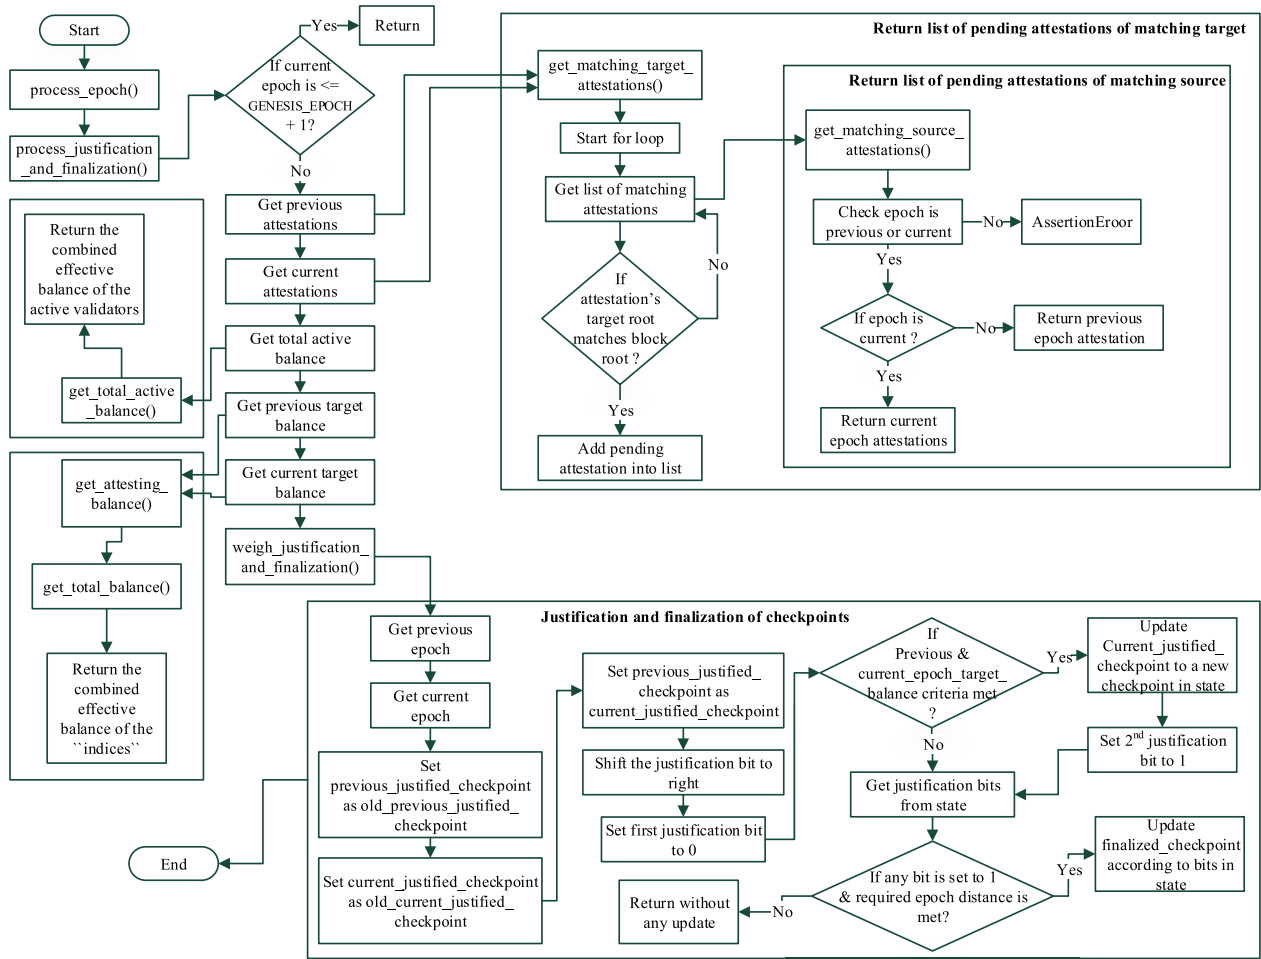 Start
process_epoch()
process_justification
_and_finalization()
Yes
Return
If current
epoch is <=
GENESIS_EPOCH
+ 1?
No
Get previous
attestations
Get current
attestations
Get total active
balance
Get previous target
balance
Get current target
balance
weigh_justification_
and_finalization()
Return the
combined
effective
balance of the
active validators
get_total_active
_balance()
get_attesting_
balance()
get_total_balance()
Return the
combined
effective
balance of the
``indices``
Return list of pending attestations of matching target
get_matching_target_
attestations()
Start for loop
Get list of matching
attestations
No
If
attestation’s
target root
matches block
root ?
Yes
Add pending
attestation into list
Return list of pending attestations of matching source
get_matching_source_
attestations()
Check epoch is
previous or current
No
AssertionEroor
Yes
If epoch is
current ?
No
Return previous
epoch attestation
Yes
Return current
epoch attestations
Justification and finalization of checkpoints
Get previous
epoch
Get current
epoch
Set
previous_justified_checkpoint
as old_previous_justified_
checkpoint
Set current_justified_checkpoint
as old_current_justified_
checkpoint
Set previous_justified_
checkpoint as
current_justified_checkpoint
Shift the justification bit to
right
Set first justification bit
to 0
If
Previous &
current_epoch_target_
balance criteria met
?
Yes
Update
Current_justified_
checkpoint to a new
checkpoint in state
Set 2nd justification
bit to 1
No
Get justification bits
from state
If any bit is set to 1
& required epoch distance is
met?
Yes
Update
finalized_checkpoint
according to bits in
state
No
Return without
any update
End